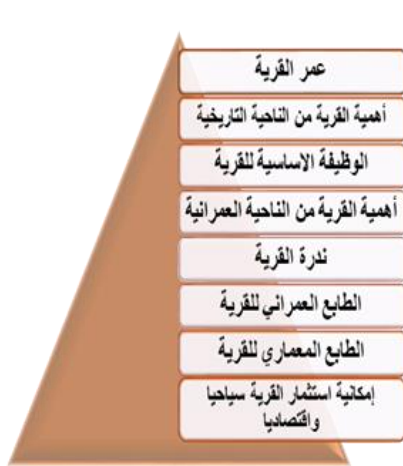 عمر القرية
أهمية القرية من الناحية التاريخية
الوظيفة الاساسية للقرية
أهمية القرية من الناحية العمرانية
ندرة القرية
الطابع العمراني للقرية
الطابع المعماري للقرية
إمكانية استثمار القرية سياحيا
واقتصاديا